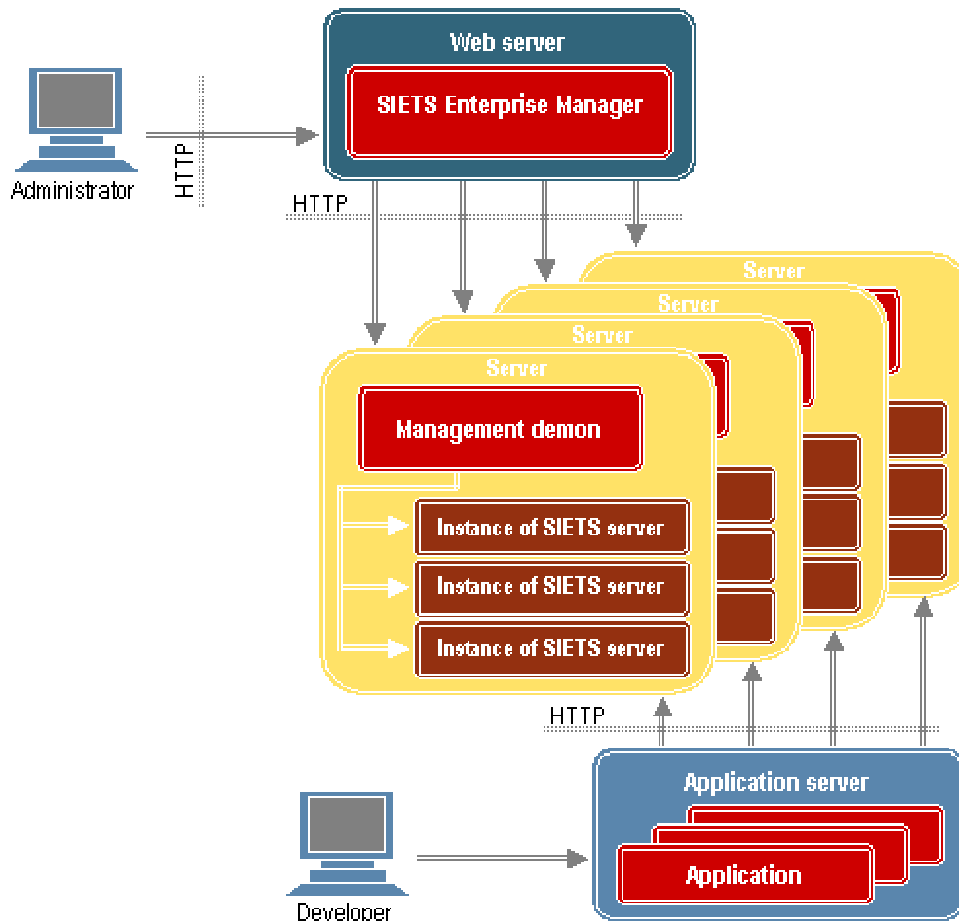 Web server
SIETS Enterprise Manager
Administrator
HTTP
HTTP
Server
Server
Server
Server
Management demon
Instance of SIETS server
Instance of SIETS server
Instance of SIETS server
HTTP
Application server
Application
Developer